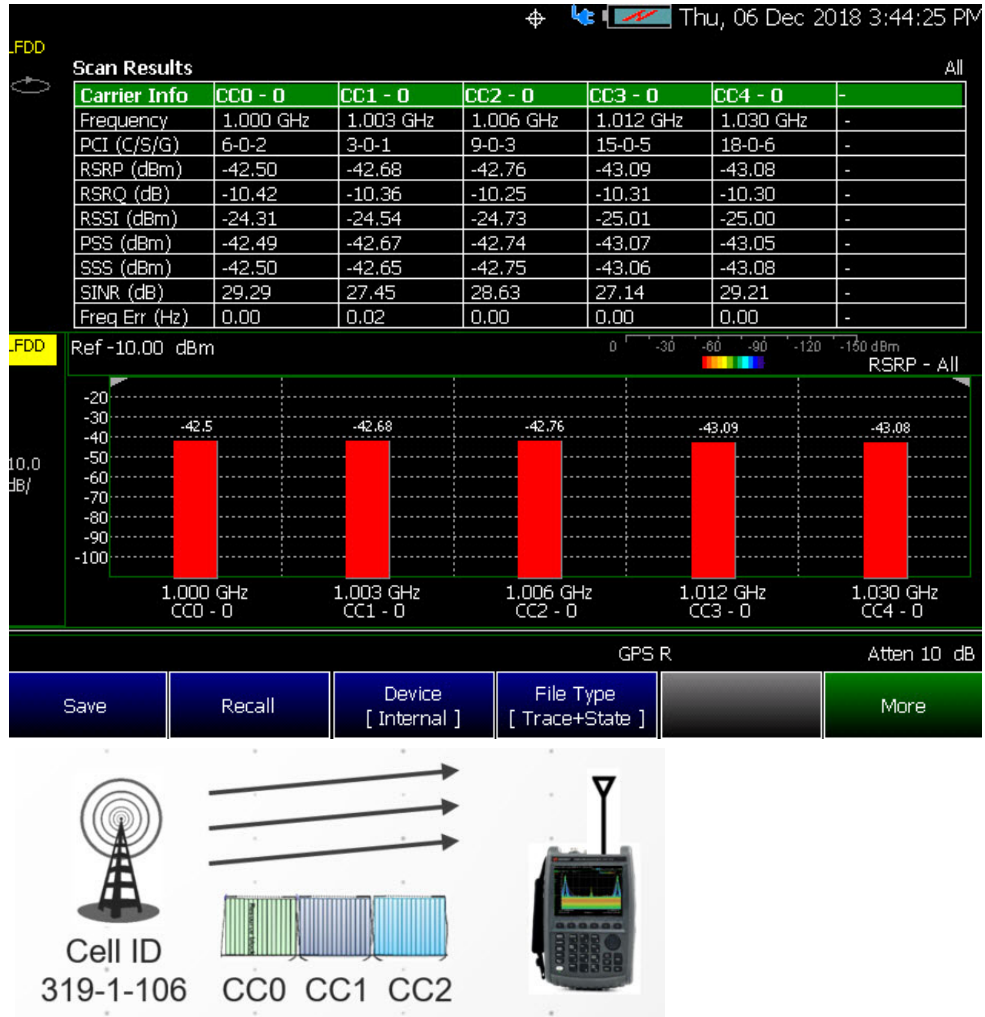 Thu, 06 Dec 2018 3:44:25 PM
LFDD
Scan Results All
Carrier Info CC0 - 0 CC1 - 0 CC2 - 0 CC3 - 0 CC4 - 0 -
Frequency 1.000 GHz 1.003 GHz 1.006 GHz 1.012 GHz 1.030 GHz -
PCI (C/S/G) 6-0-2 3-0-1 9-0-3 15-0-5 18-0-6 -
RSRP (dBm) -42.50 -42.68 -42.76 -43.09 -43.08 -
RSRQ (dB) -10.42 -10.36 -10.25 -10.31 -10.30 -
RSSI (dBm) -24.31 -24.54 -24.73 -25.01 -25.00 -
PSS (dBm) -42.49 -42.67 -42.74 -43.07 -43.05 -
SSS (dBm) -42.50 -42.65 -42.75 -43.06 -43.08 -
SINR (dB) 29.29 27.45 28.63 27.14 29.21 -
Freq Err (Hz) 0.00 0.02 0.00 0.00 0.00 -
LFDD
Ref -10.00 dBm 0 -30 -60 -90 -120 -150 dBm
RSRP - All
-20
-30
-42.5 -42.68 -42.76 -43.09 -43.08
-40
-50
10.0
dB/
-60
-70
-80
-90
-100
1.000 GHz 1.003 GHz 1.006 GHz 1.012 GHz 1.030 GHz
CC0 - 0 CC1 - 0 CC2 - 0 CC3 - 0 CC4 - 0
GPS R Atten 10 dB
Save Recall Device File Type More
[ Internal ] [ Trace+State ]
Cell ID
319-1-106 CC0 CC1 CC2